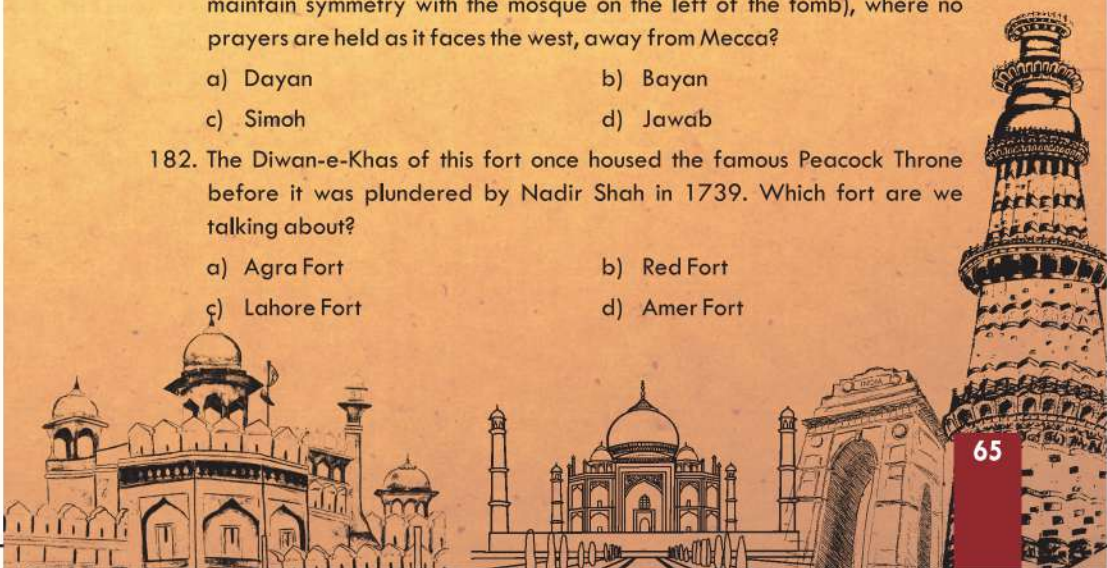 maintain symmetry with the mosque on the left of the tomb), where no
prayers are held as it faces the west, away from Mecca?
a) Dayan b) Bayan
c) Simoh d) Jawab
182. The Diwan-e-Khas of this fort once housed the famous Peacock Throne
before it was plundered by Nadir Shah in 1739. Which fort are we
talking about?
a) Agra Fort b) Red Fort
c) Lahore Fort d) Amer Fort
INDIA
65